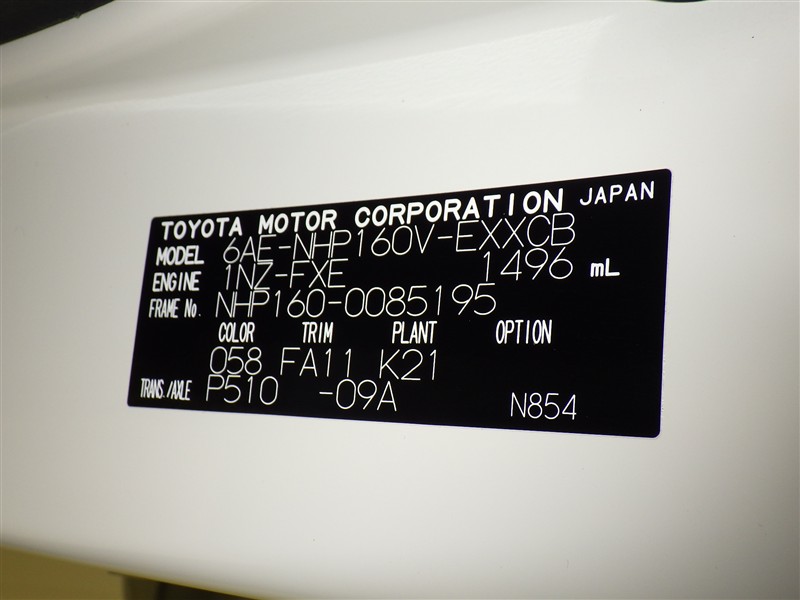 TOYOTA MOTOR CORPORATION JAPAN
MODEL 6AE-NHP160V-EXXCB
ENGINE 1NZ-FXE 1496 mL
FRAME No. NHP160-0085195
COLOR TRIM PLANT OPTION
058 FA11 K21
TRANS./AXLE P510 -09A N854